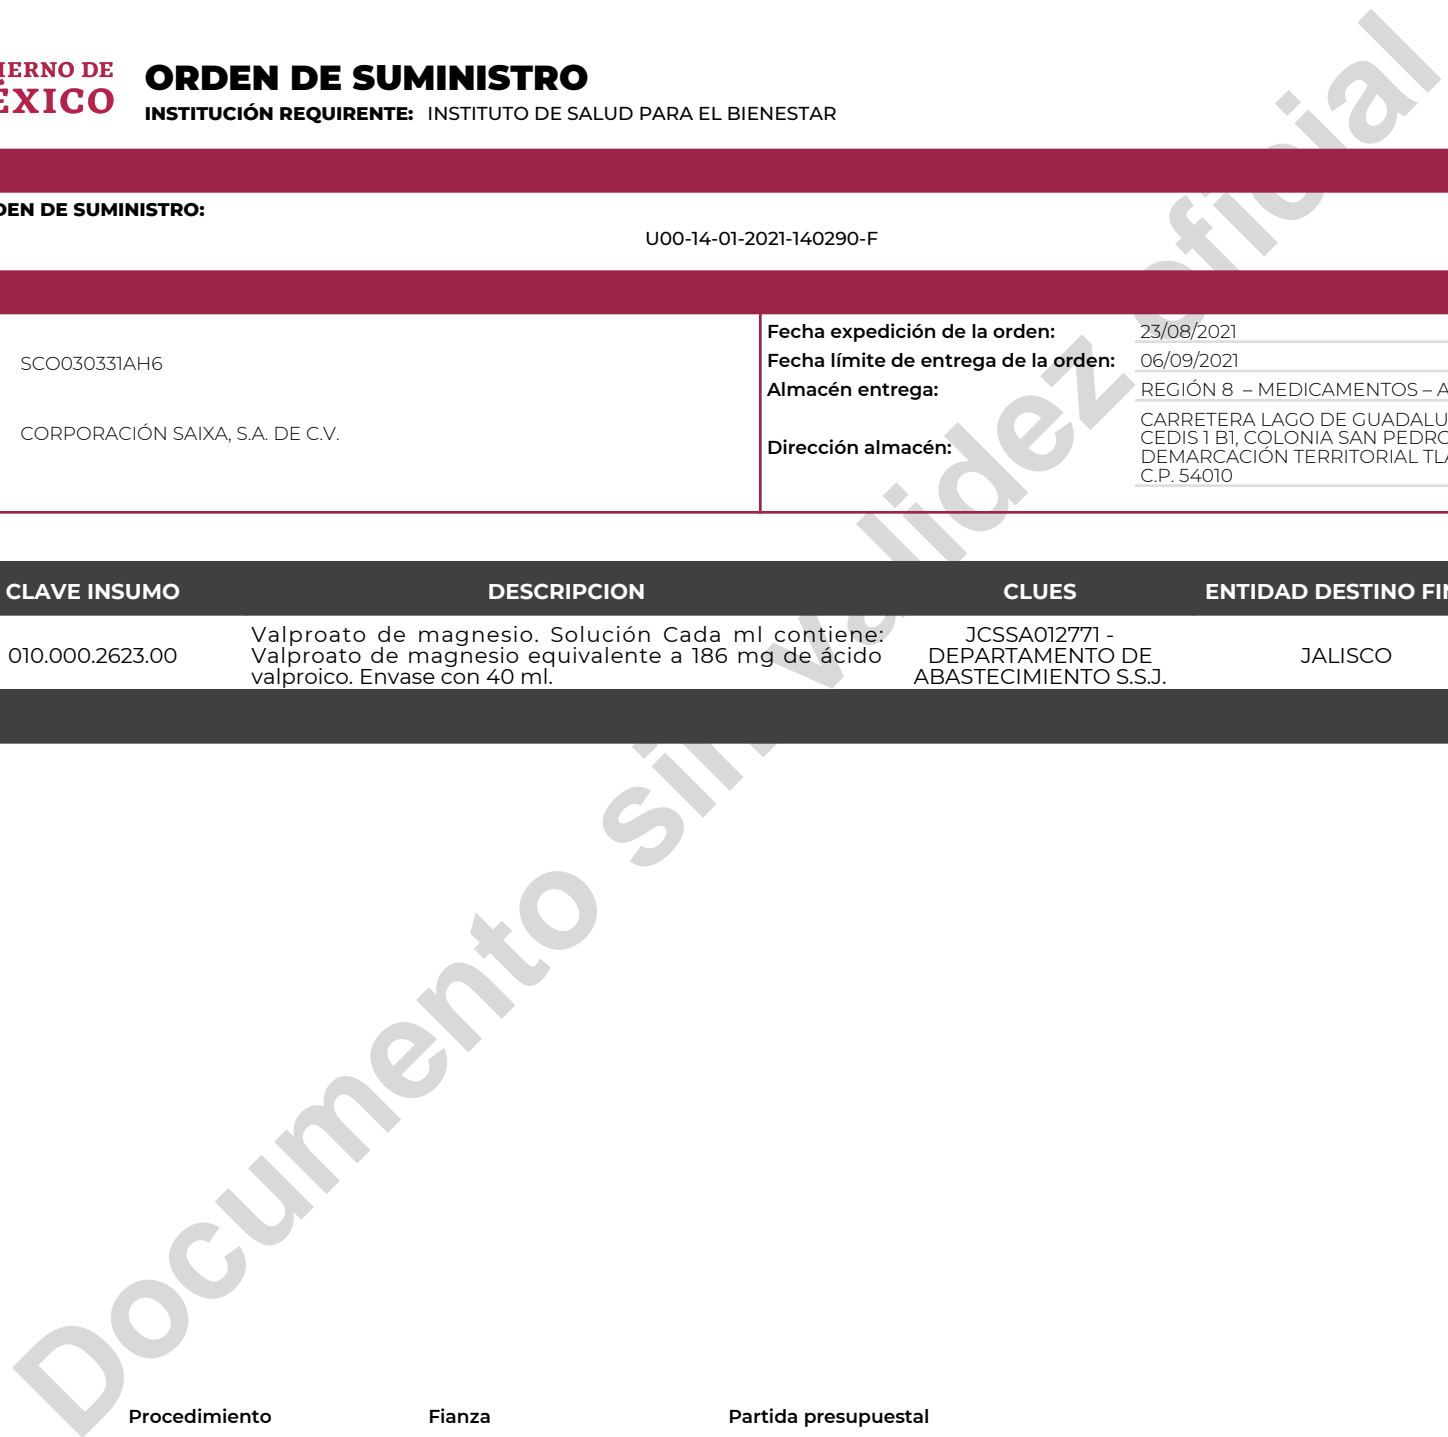 IERNO DE
ÉXICO
ORDEN DE SUMINISTRO
INSTITUCIÓN REQUIRENTE: INSTITUTO DE SALUD PARA EL BIENESTAR
DEN DE SUMINISTRO:
U00-14-01-2021-140290-F
SCO030331AH6
CORPORACIÓN SAIXA, S.A. DE C.V.
Fecha expedición de la orden: 23/08/2021
Fecha límite de entrega de la orden: 06/09/2021
Almacén entrega: REGIÓN 8 – MEDICAMENTOS – A
Dirección almacén:
CARRETERA LAGO DE GUADALU
CEDIS 1 B1, COLONIA SAN PEDRO
DEMARCACIÓN TERRITORIAL TLA
C.P. 54010
CLAVE INSUMO DESCRIPCION CLUES ENTIDAD DESTINO FIN
010.000.2623.00
Valproato de magnesio. Solución Cada ml contiene:
Valproato de magnesio equivalente a 186 mg de ácido
valproico. Envase con 40 ml.
JCSSA012771 -
DEPARTAMENTO DE
ABASTECIMIENTO S.S.J.
JALISCO
Documento sin validez oficial
Procedimiento Fianza Partida presupuestal